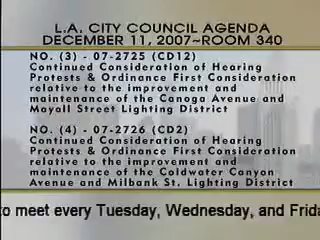 L.A. CITY COUNCIL AGENDA
DECEMBER 11, 2007~ROOM 340
NO. (3) - 07-2725 (CD12)
Continued Consideration of Hearing
Protests & Ordinance First Consideration
relative to the improvement and
maintenance of the Canoga Avenue and
Mayall Street Lighting District
NO. (4) - 07-2726 (CD2)
Continued Consideration of Hearing
Protests & Ordinance First Consideration
relative to the improvement and
maintenance of the Coldwater Canyon
Avenue and Milbank St. Lighting District
to meet every Tuesday, Wednesday, and Frida